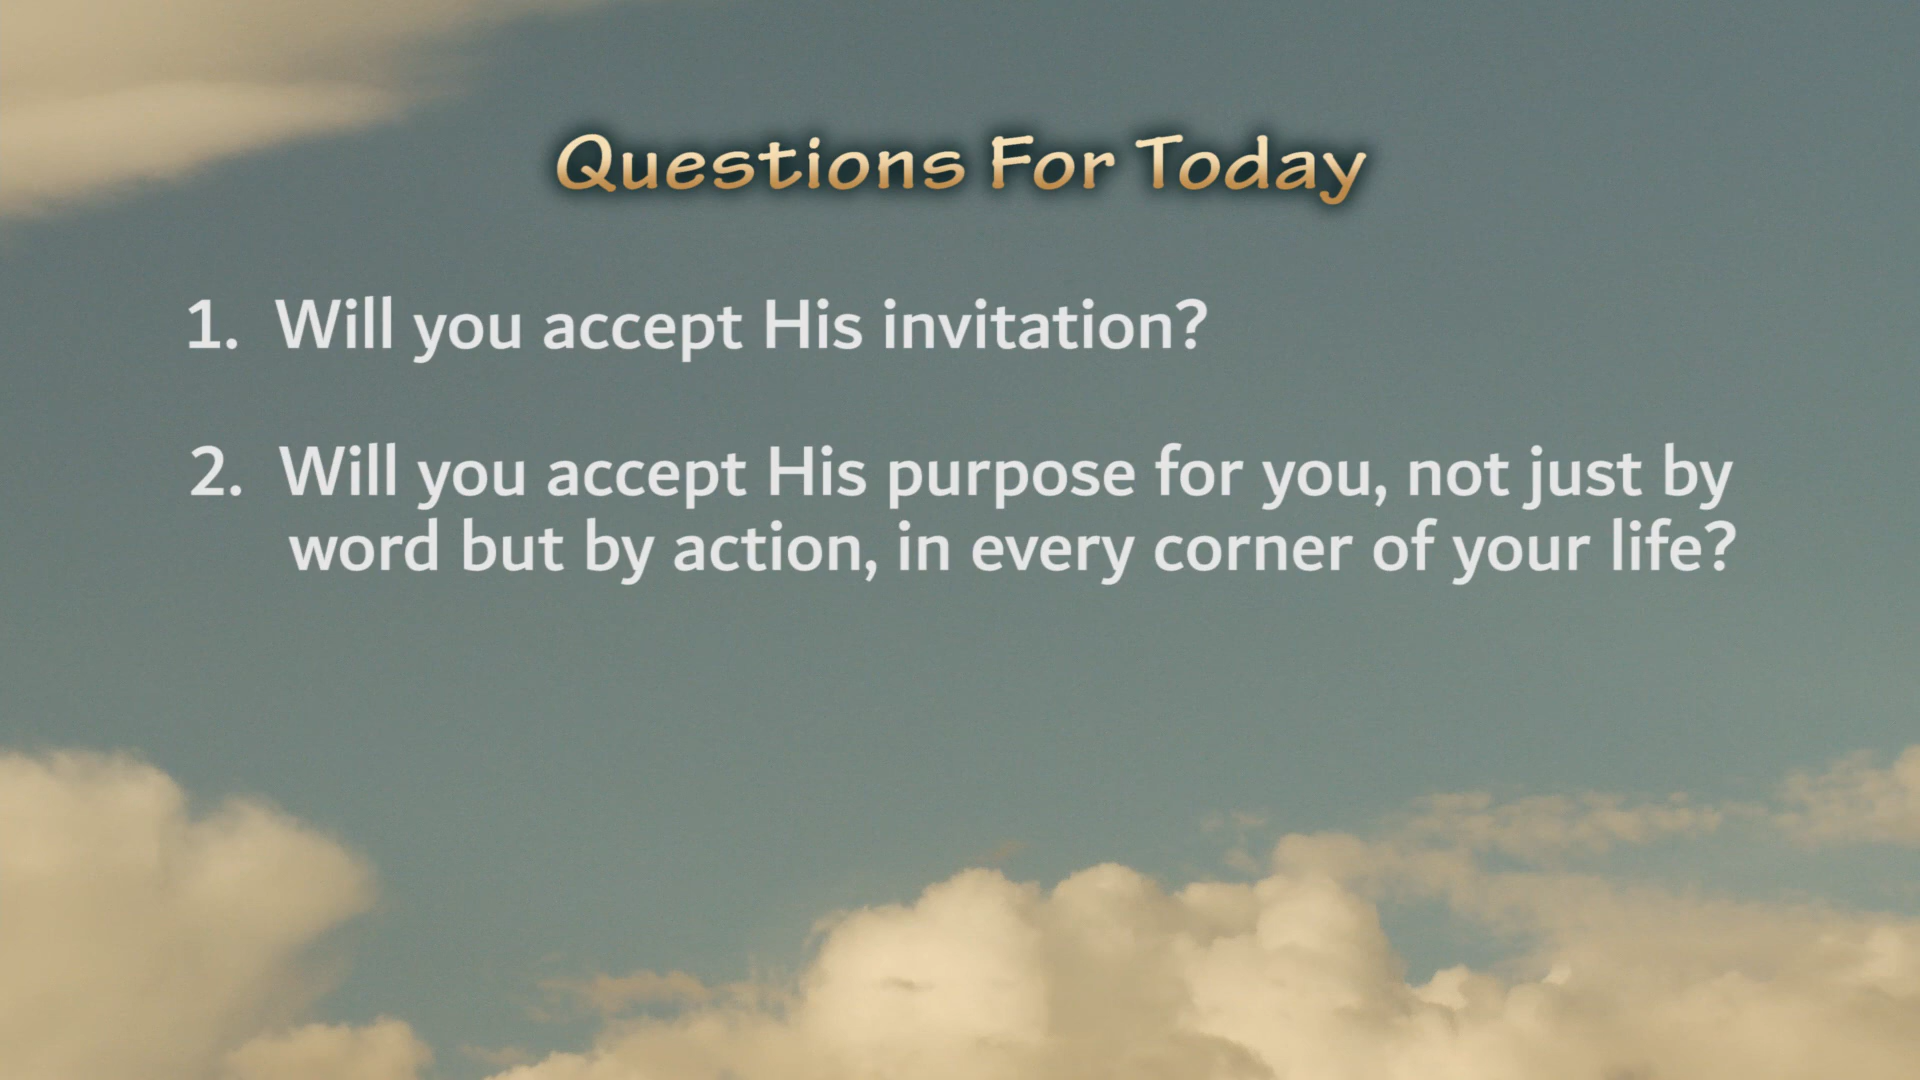 Questions For Today
1. Will you accept His invitation?
2. Will you accept His purpose for you, not just by
word but by action, in every corner of your life?